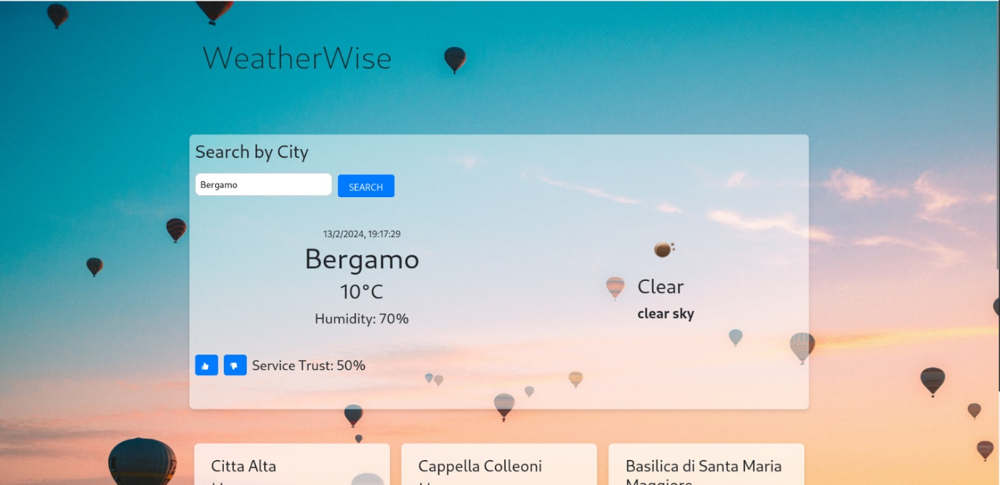 WeatherWise
Search by City
Bergamo
SEARCH
13/2/2024, 19:17:29
Bergamo
10°C
Humidity: 70%
Clear
clear sky
Service Trust: 50%
Citta Alta
Cappella Colleoni
Basilica di Santa Maria
Maggiore